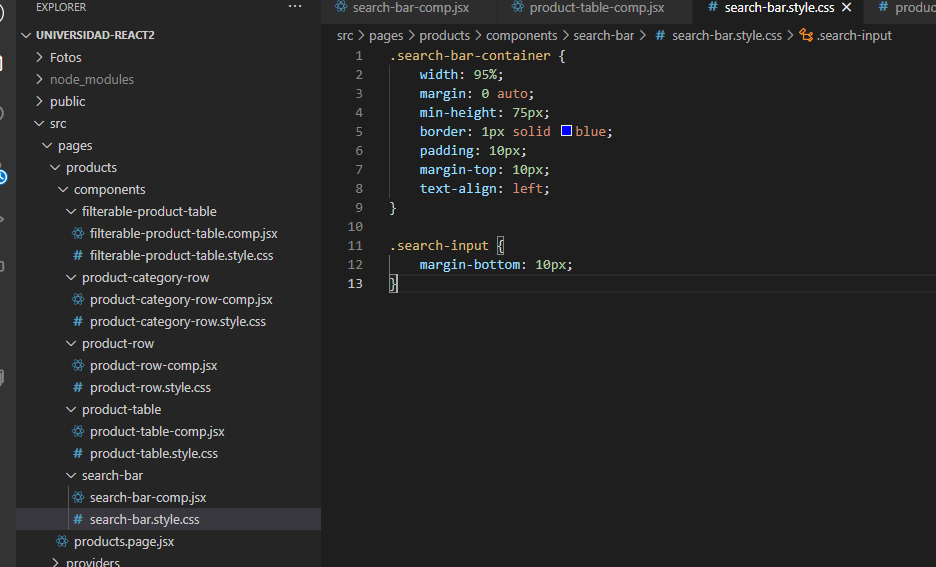 EXPLORER ...
UNIVERSIDAD-REACT2
Fotos
node_modules
public
src
pages
products
components
filterable-product-table
filterable-product-table.comp.jsx
filterable-product-table.style.css
product-category-row
product-category-row-comp.jsx
product-category-row.style.css
product-row
product-row-comp.jsx
product-row.style.css
product-table
product-table-comp.jsx
product-table.style.css
search-bar
search-bar-comp.jsx
search-bar.style.css
products.page.jsx
providers
search-bar-comp.jsx product-table-comp.jsx # search-bar.style.css × # produc
src > pages > products > components > search-bar > # search-bar.style.css > .search-input
1 .search-bar-container {
2 width: 95%;
3 margin: 0 auto;
4 min-height: 75px;
5 border: 1px solid blue;
6 padding: 10px;
7 margin-top: 10px;
8 text-align: left;
9 }
10
11 .search-input {
12 margin-bottom: 10px;
13 }